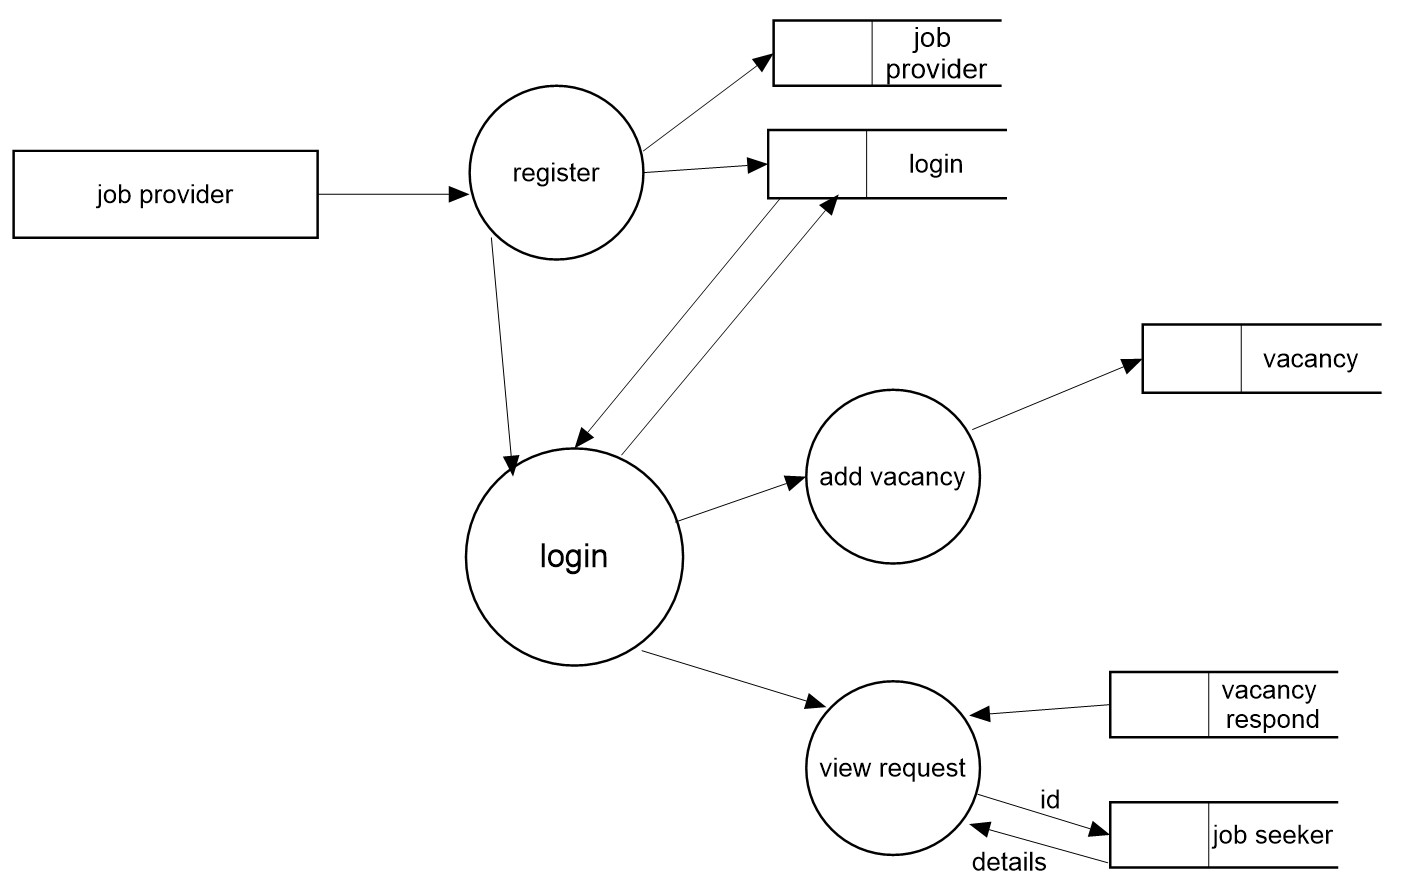 job
provider
register
job provider
login
vacancy
add vacancy
login
vacancy
respond
view request
id
job seeker
details